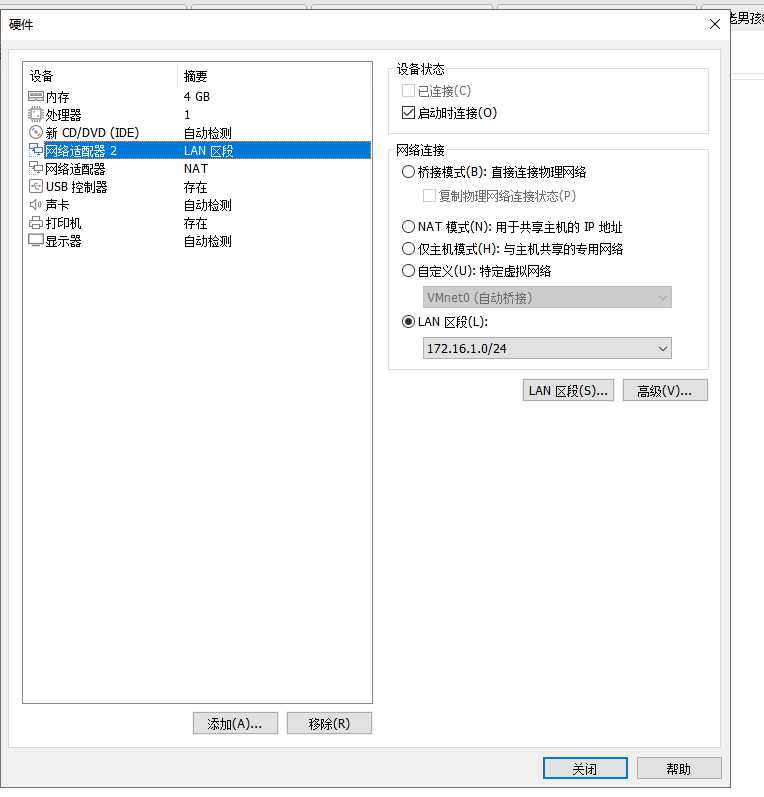 硬件
老男孩
设备 摘要
内存 4 GB
处理器 1
新 CD/DVD (IDE) 自动检测
网络适配器 2 LAN 区段
网络适配器 NAT
USB 控制器 存在
声卡 自动检测
打印机 存在
显示器 自动检测
添加(A)... 移除(R)
设备状态
已连接(C)
启动时连接(O)
网络连接
桥接模式(B): 直接连接物理网络
复制物理网络连接状态(P)
NAT 模式(N): 用于共享主机的 IP 地址
仅主机模式(H): 与主机共享的专用网络
自定义(U): 特定虚拟网络
VMnet0 (自动桥接)
LAN 区段(L):
172.16.1.0/24
LAN 区段(S)... 高级(V)...
关闭 帮助